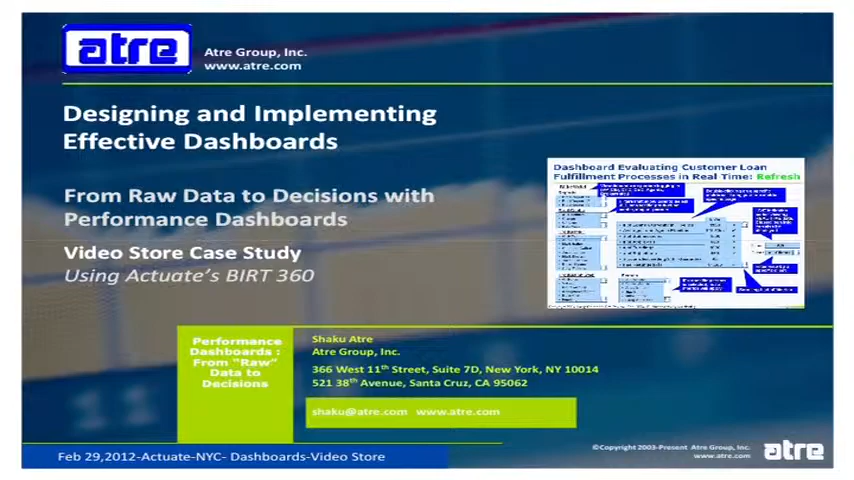 atre
Atre Group, Inc.
www.atre.com
Designing and Implementing
Effective Dashboards
From Raw Data to Decisions with
Performance Dashboards
Video Store Case Study
Using Actuate's BIRT 360
Dashboard Evaluating Customer Loan
Fulfillment Processes in Real Time: Refresh
Performance
Dashboards :
From "Raw"
Data to
Decisions
Shaku Atre
Atre Group, Inc.
366 West 11th Street, Suite 7D, New York, NY 10014
521 38th Avenue, Santa Cruz, CA 95062
shaku@atre.com www.atre.com
Feb 29,2012-Actuate-NYC- Dashboards-Video Store
©Copyright 2003-Present Atre Group, Inc.
www.atre.com
atre